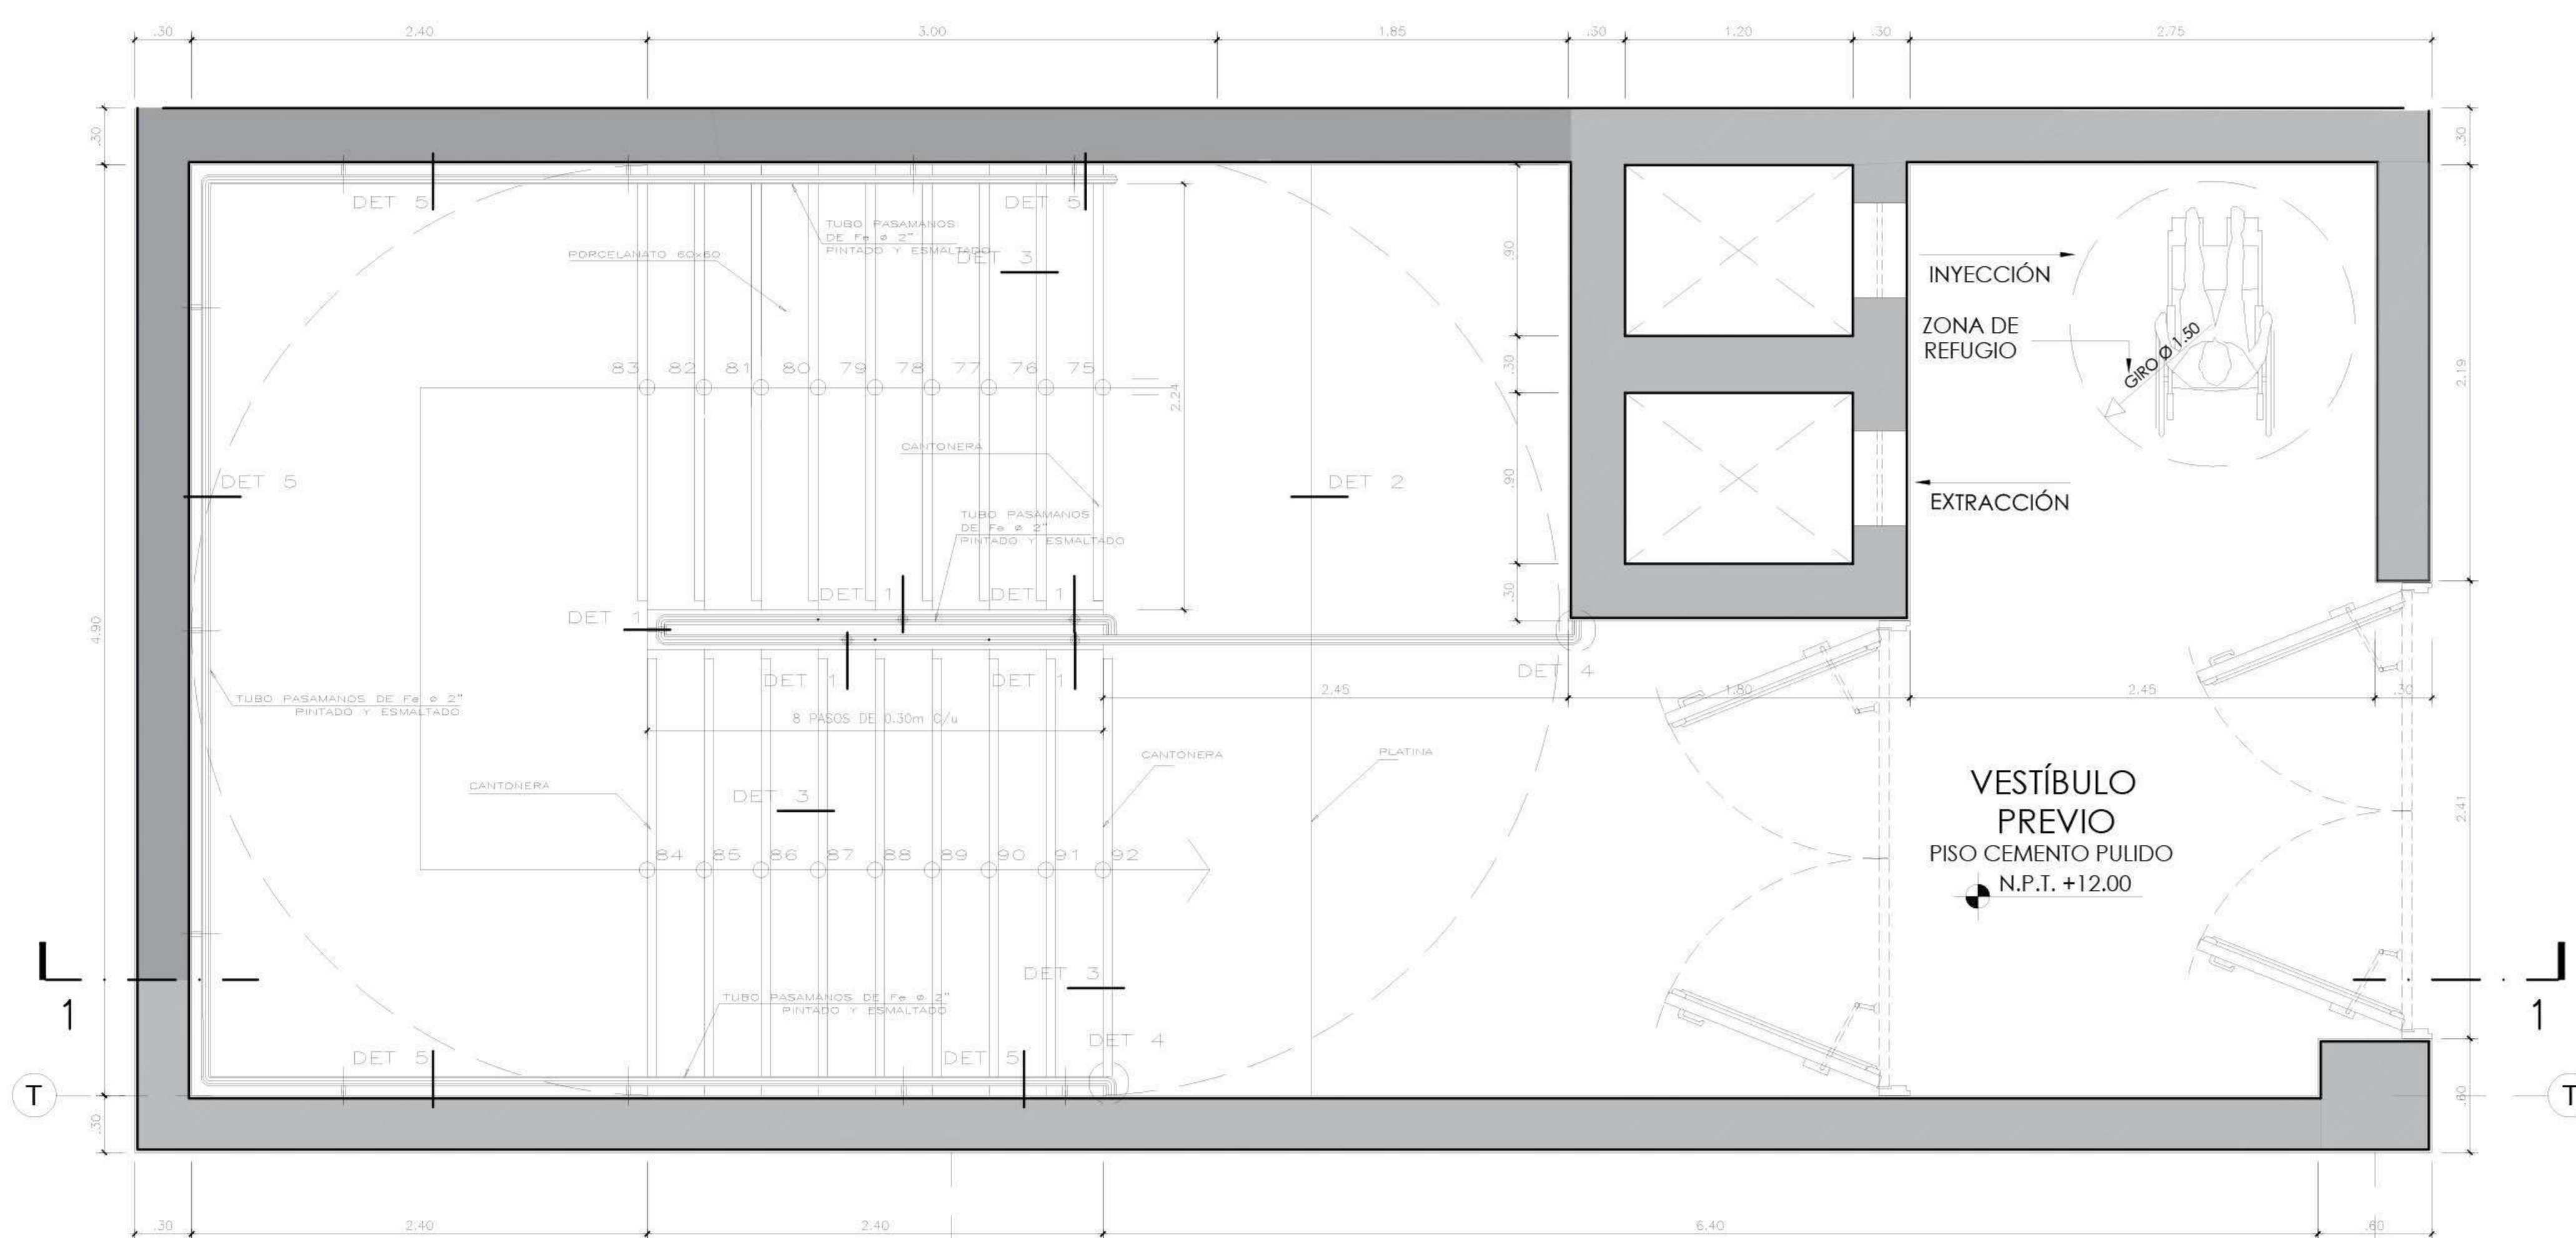 .30
2.40
3.00
1.85
.30
1.20
.30
2.75
.30
.30
DET 5
DET 5
TUBO PASAMANOS
DE Fe ø 2"
PINTADO Y ESMALTADO
PORCELANATO 60x60
DET 3
.90
INYECCIÓN
ZONA DE
REFUGIO
GIRO Ø 1.50
83 82 81 80 79 78 77 76 75
2.24
.30
2.19
CANTONERA
DET 5
DET 2
.90
EXTRACCIÓN
TUBO PASAMANOS
DE Fe ø 2"
PINTADO Y ESMALTADO
DET 1
DET 1
.30
DET 1
4.90
DET 1
DET 1
DET 4
2.45
1.80
2.45
.30
TUBO PASAMANOS DE Fe ø 2"
PINTADO Y ESMALTADO
8 PASOS DE 0.30m C/u
CANTONERA
PLATINA
CANTONERA
DET 3
VESTÍBULO
PREVIO
PISO CEMENTO PULIDO
N.P.T. +12.00
2.41
84 85 86 87 88 89 90 91 92
DET 3
TUBO PASAMANOS DE Fe ø 2"
PINTADO Y ESMALTADO
1
1
DET 5
DET 5
DET 4
T
T
.30
.60
.30
2.40
2.40
6.40
.60